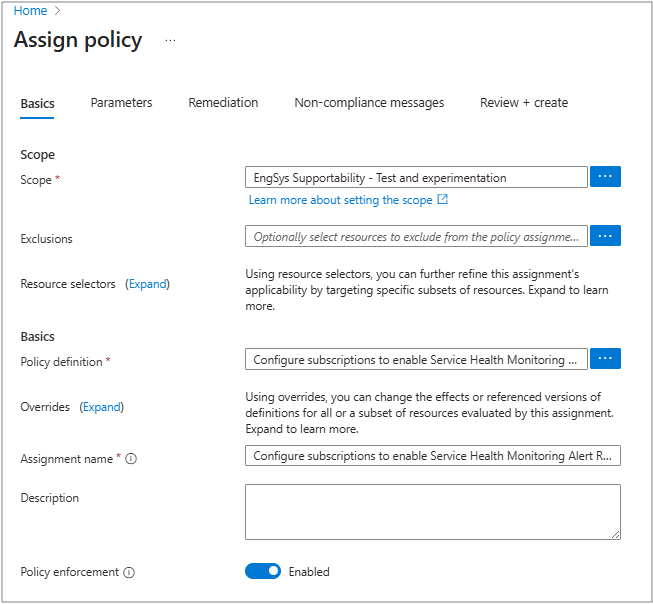 Home >
Assign policy ...
Basics Parameters Remediation Non-compliance messages Review + create
Scope
Scope * EngSys Supportability - Test and experimentation ...
Learn more about setting the scope
Exclusions Optionally select resources to exclude from the policy assignme... ...
Resource selectors (Expand) Using resource selectors, you can further refine this assignment's
applicability by targeting specific subsets of resources. Expand to learn
more.
Basics
Policy definition * Configure subscriptions to enable Service Health Monitoring ... ...
Overrides (Expand) Using overrides, you can change the effects or referenced versions of
definitions for all or a subset of resources evaluated by this assignment.
Expand to learn more.
Assignment name * Configure subscriptions to enable Service Health Monitoring Alert R...
Description
Policy enforcement Enabled